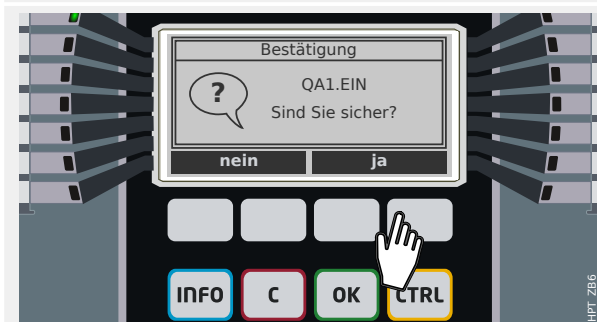 Bestätigung
?
QA1.EIN
Sind Sie sicher?
nein ja
INFO C OK CTRL
HPT_ZB6